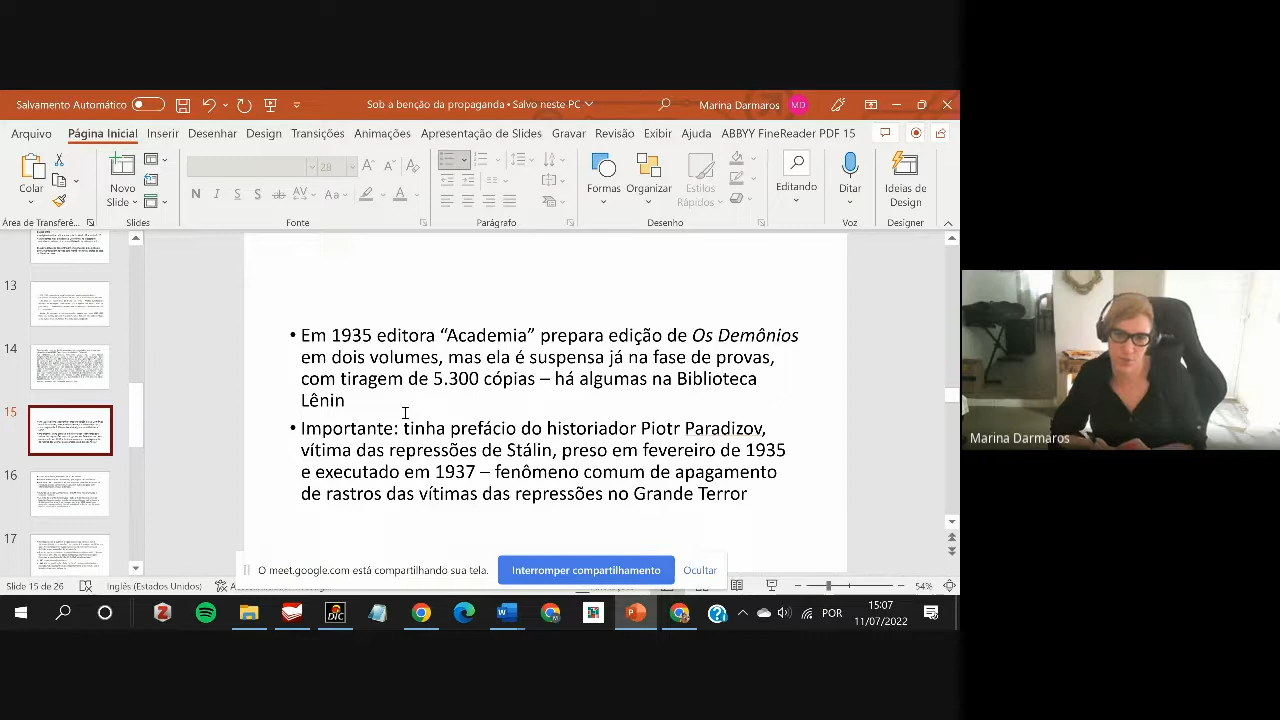 Salvamento Automático
Sob a benção da propaganda • Salvo neste PC
Marina Darmaros
MD
Arquivo Página Inicial Inserir Desenhar Design Transições Animações Apresentação de Slides Gravar Revisão Exibir Ajuda ABBYY FineReader PDF 15
28
N I S S ab AV Aa A
Colar
Novo
Slide
Formas Organizar Estilos
Rápidos
Editando
Ditar
Ideias de
Design
Área de Transferê...
Slides
Fonte
Parágrafo
Desenho
Voz
Designer
13
14
15
16
17
• Em 1935 editora “Academia” prepara edição de Os Demônios
em dois volumes, mas ela é suspensa já na fase de provas,
com tiragem de 5.300 cópias – há algumas na Biblioteca
Lênin
• Importante: tinha prefácio do historiador Piotr Paradizov,
vítima das repressões de Stálin, preso em fevereiro de 1935
e executado em 1937 – fenômeno comum de apagamento
de rastros das vítimas das repressões no Grande Terror
Marina Darmaros
O meet.google.com está compartilhando sua tela.
Interromper compartilhamento
Ocultar
Slide 15 de 26
Inglês (Estados Unidos)
54%
DIC
POR
15:07
11/07/2022